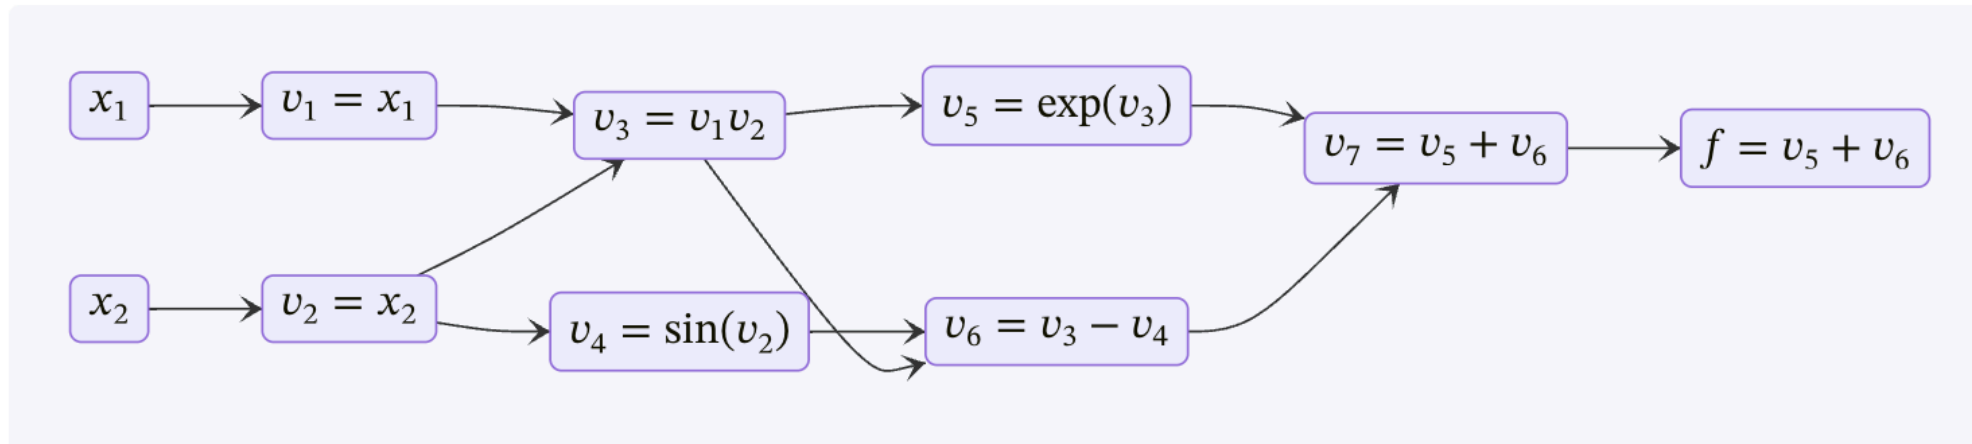 x₁
v₁ = x₁
v₃ = v₁v₂
v₅ = exp(v₃)
v₇ = v₅ + v₆
f = v₅ + v₆
x₂
v₂ = x₂
v₄ = sin(v₂)
v₆ = v₃ − v₄